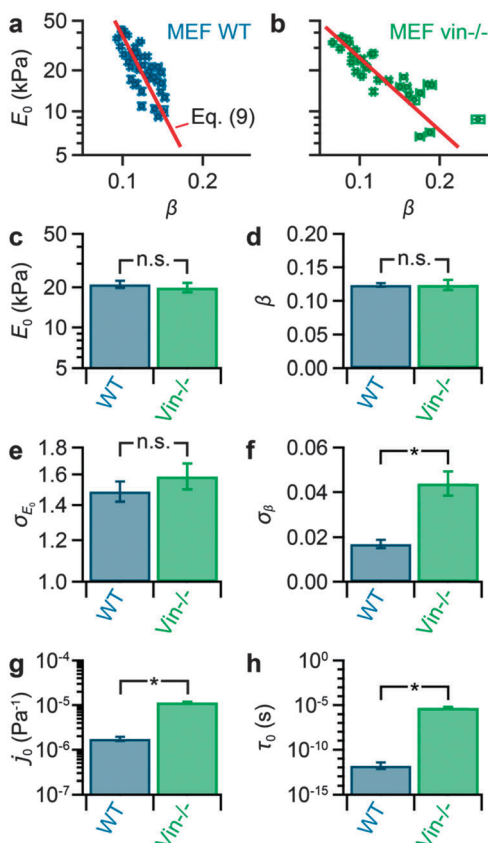 a
MEF WT
E₀ (kPa)
50
20
10
5
Eq. (9)
0.1
0.2
β
b
MEF vin-/-
50
20
10
5
0.1
0.2
β
c
E₀ (kPa)
50
20
10
5
n.s.
WT
Vin-/-
d
β
0.20
0.15
0.10
0.05
0.00
n.s.
WT
Vin-/-
e
σE₀
1.8
1.6
1.4
1.2
1.0
n.s.
WT
Vin-/-
f
σβ
0.06
0.04
0.02
0.00
*
WT
Vin-/-
g
j₀ (Pa⁻¹)
10⁻⁴
10⁻⁵
10⁻⁶
10⁻⁷
*
WT
Vin-/-
h
τ₀ (s)
10⁰
10⁻⁵
10⁻¹⁰
10⁻¹⁵
*
WT
Vin-/-